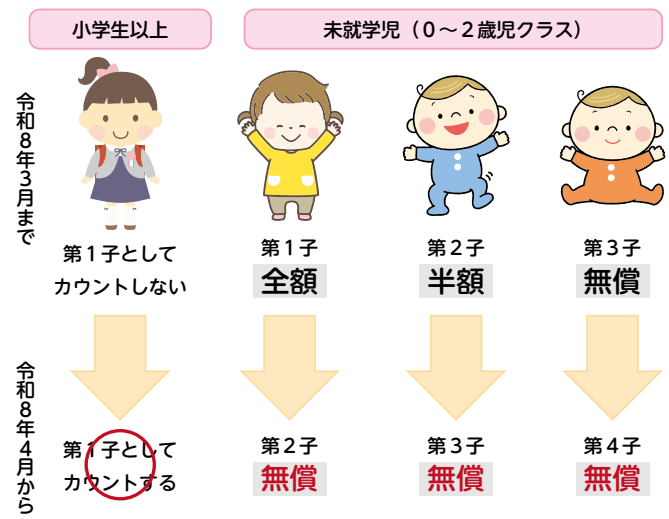 小学生以上
未就学児（０～２歳児クラス）
令和８年３月まで
第１子として
カウントしない
第１子
全額
第２子
半額
第３子
無償
令和８年４月から
第１子として
カウントする
第２子
無償
第３子
無償
第４子
無償